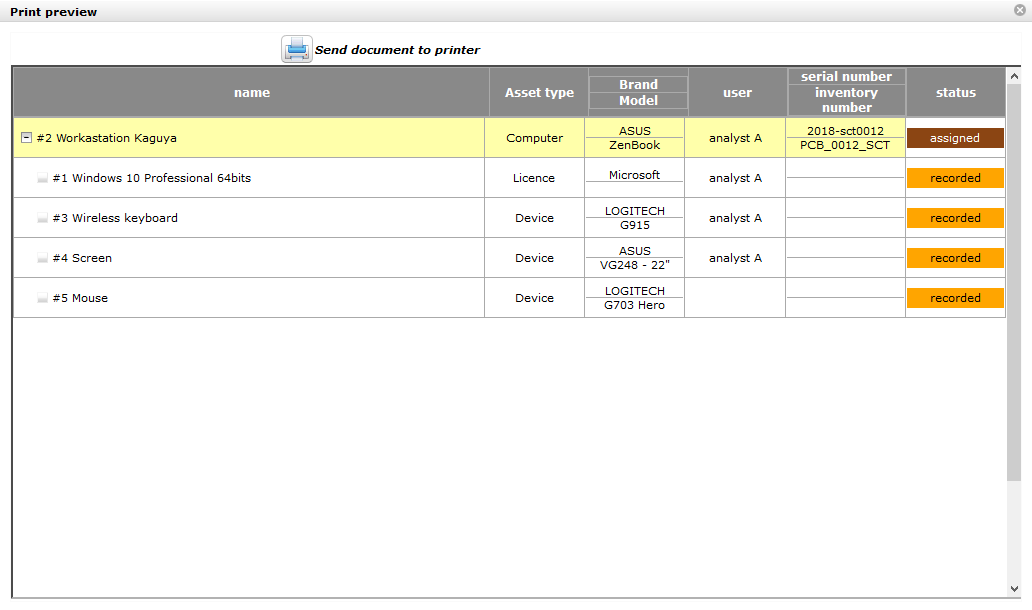 Print preview
Send document to printer
name Asset type Brand Model user serial number inventory number status
#2 Workastation Kaguya Computer ASUS ZenBook analyst A 2018-sct0012 PCB_0012_SCT assigned
#1 Windows 10 Professional 64bits Licence Microsoft analyst A recorded
#3 Wireless keyboard Device LOGITECH G915 analyst A recorded
#4 Screen Device ASUS VG248 - 22" analyst A recorded
#5 Mouse Device LOGITECH G703 Hero recorded